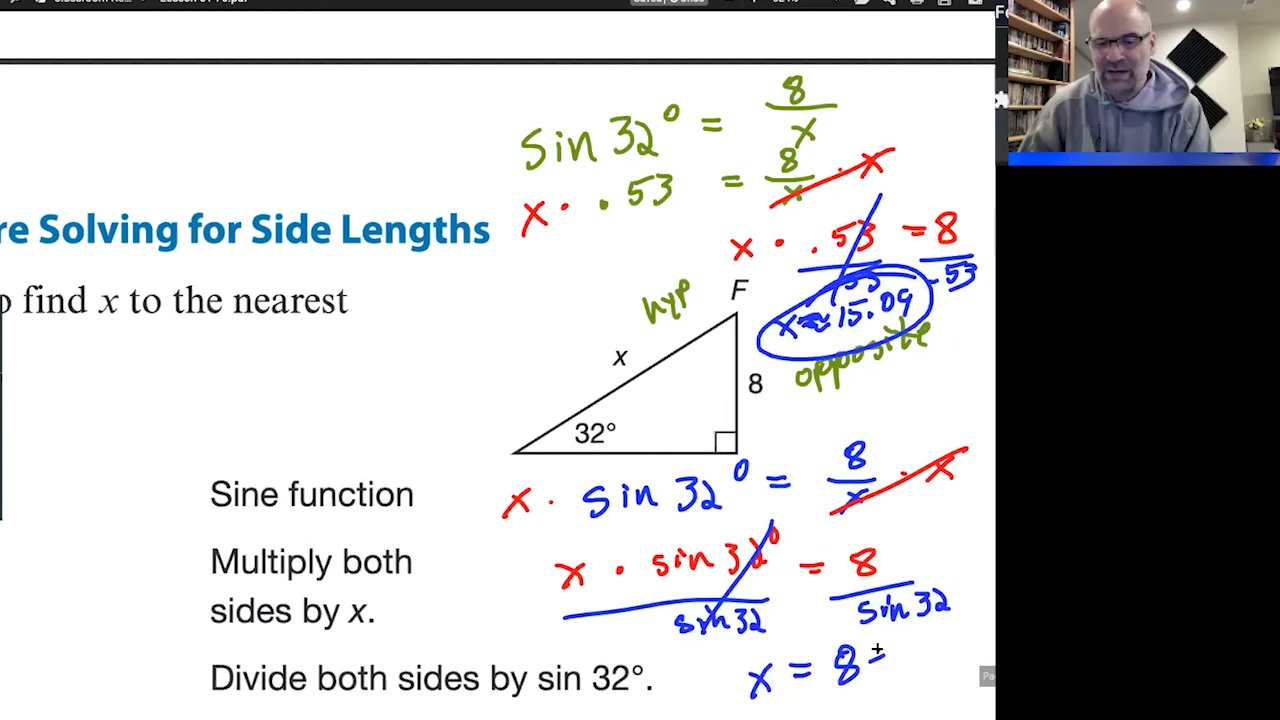 sin 32° = 8/x
x · .53 = 8/x · x
re Solving for Side Lengths
x · .53 = 8
.53
o find x to the nearest
hyp
F
x ≈ 15.09
opposite
x
8
32°
Sine function
x · sin 32° = 8/x · x
Multiply both
sides by x.
x · sin 32° = 8
sin 32 sin 32
Divide both sides by sin 32°.
x = 8